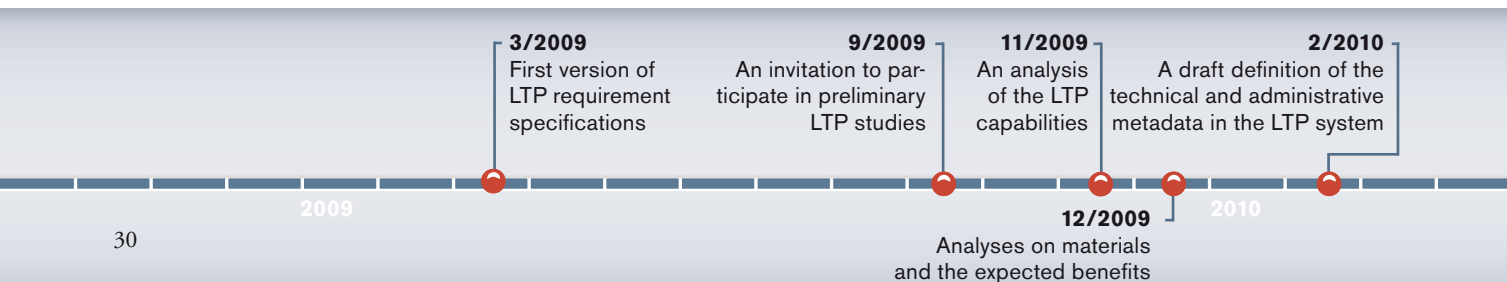 3/2009
First version of
LTP requirement
specifications
9/2009
An invitation to par-
ticipate in preliminary
LTP studies
11/2009
An analysis
of the LTP
capabilities
2/2010
A draft definition of the
technical and administrative
metadata in the LTP system
2009
2010
12/2009
Analyses on materials
and the expected benefits
30